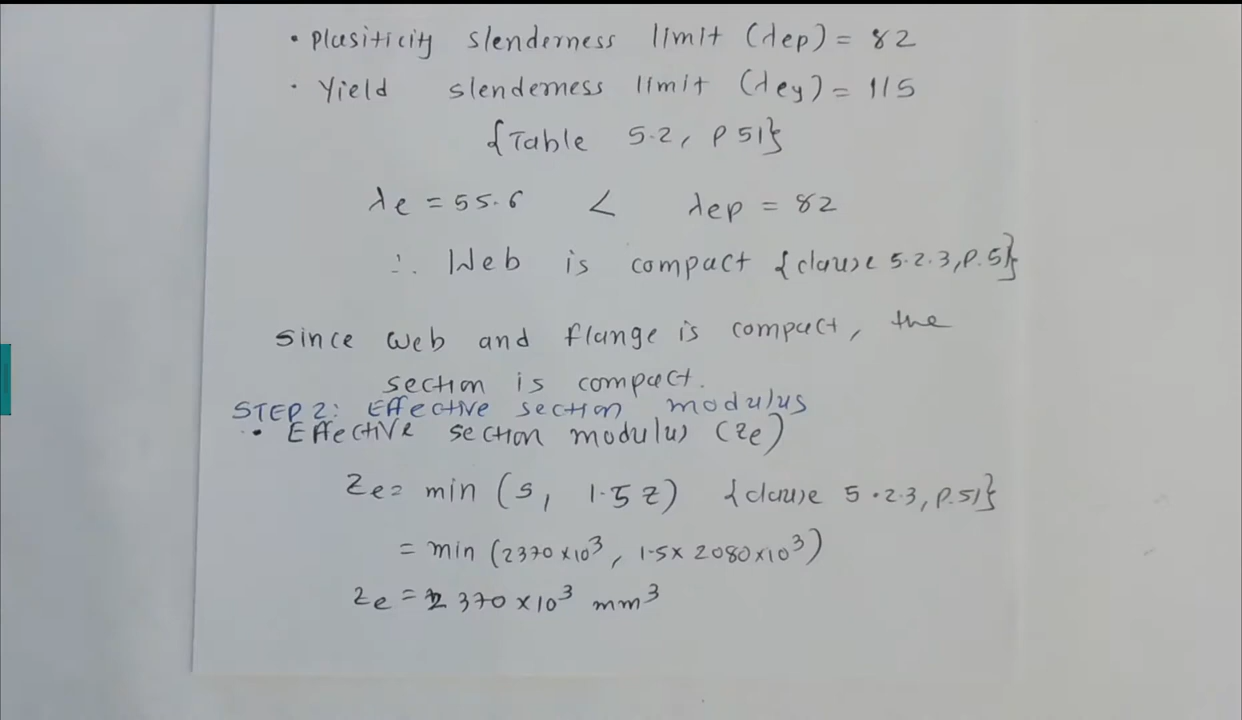 • Plasiticity slenderness limit (λep) = 82
• Yield slenderness limit (λey) = 115
{Table 5.2, P 51}
λe = 55.6 < λep = 82
∴ Web is compact {clause 5.2.3, P.51}
since web and flange is compact, the
section is compact.
STEP 2: Effective section modulus
• Effective section modulus (Ze)
Ze = min (S, 1.5 Z) {clause 5.2.3, P.51}
= min (2370 x10³, 1.5 x 2080 x10³)
Ze = 2370 x 10³ mm³